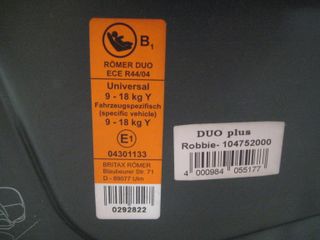 B1
RÖMER DUO
ECE R44/04
Universal
9 - 18 kg Y
Fahrzeugspezifisch
(specific vehicle)
9 - 18 kg Y
E1
04301133
BRITAX RÖMER
Blaubeurer Str. 71
D - 89077 Ulm
0292822
DUO plus
Robbie- 104752000
4 000984 055177